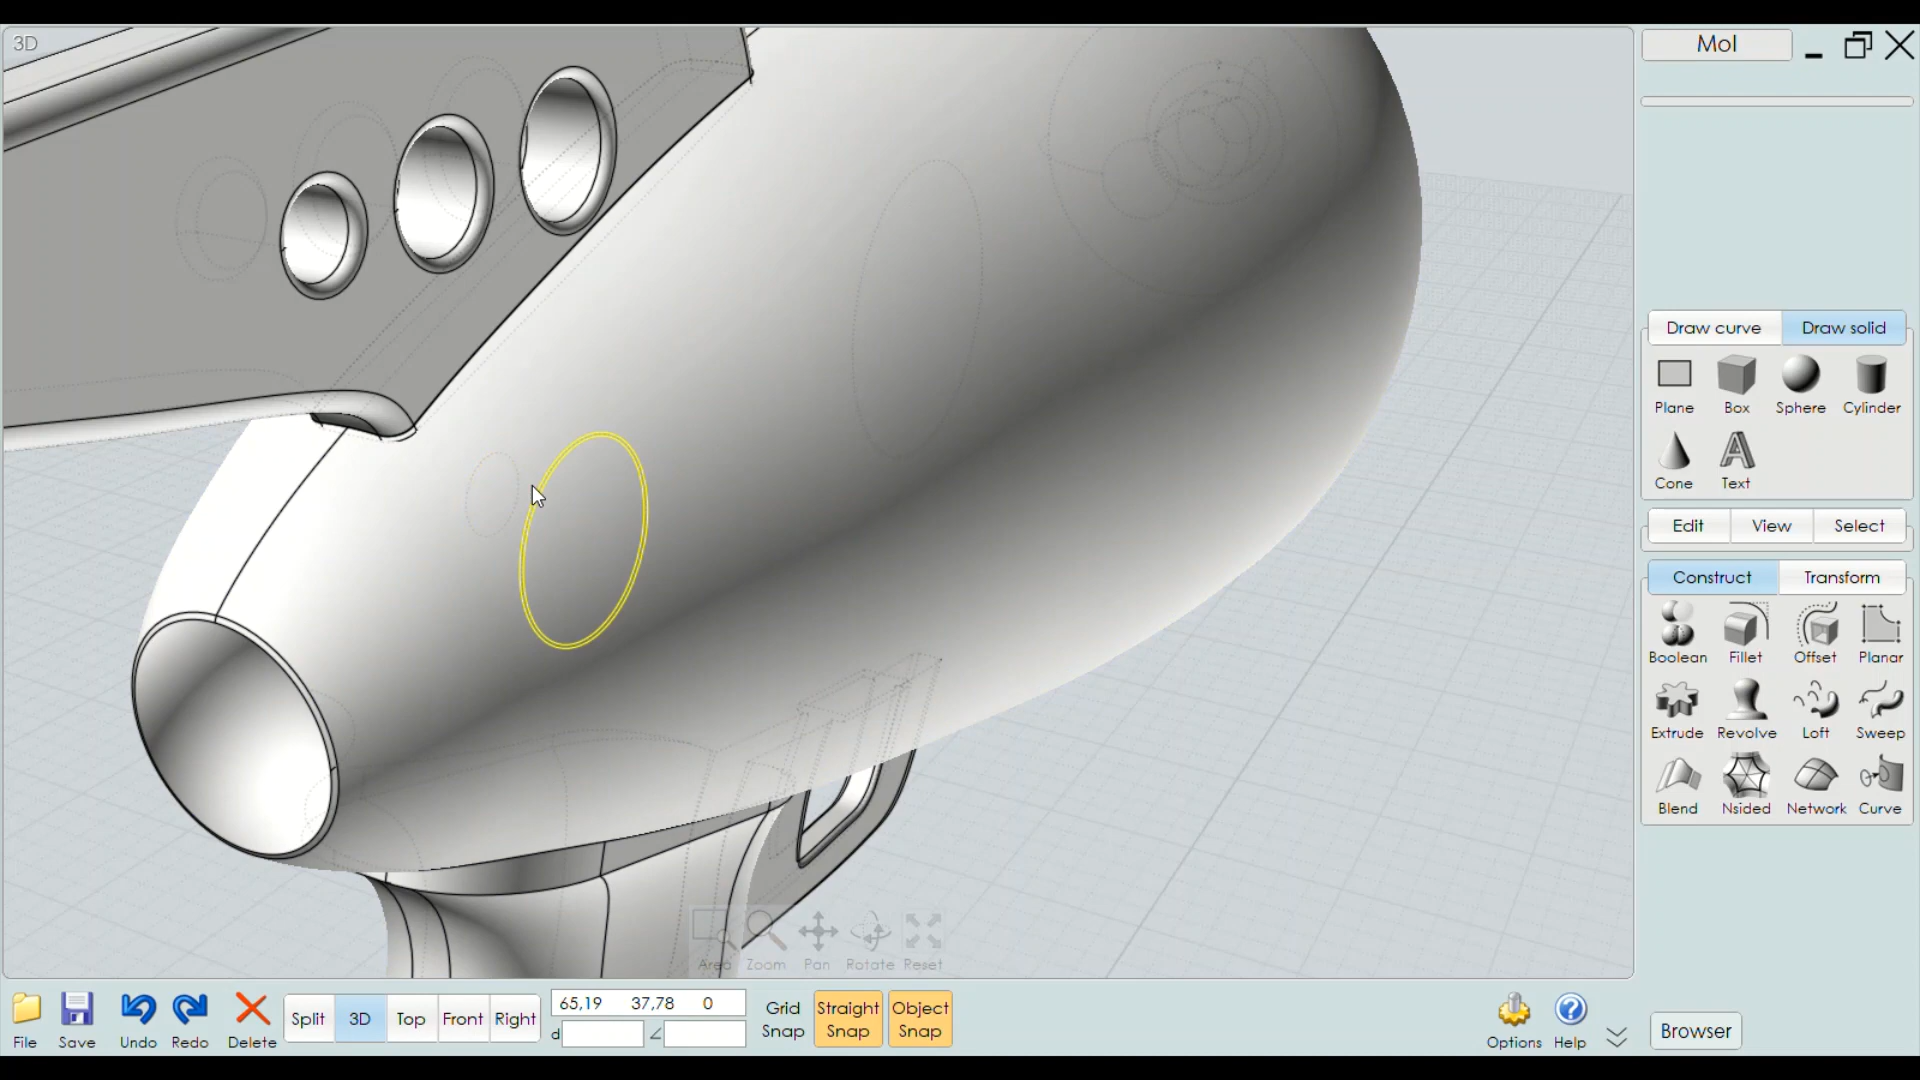 3D
MoI
Draw curve Draw solid
Plane Box Sphere Cylinder
Cone Text
Edit View Select
Construct Transform
Boolean Fillet Offset Planar
Extrude Revolve Loft Sweep
Blend Nsided Network Curve
Area Zoom Pan Rotate Reset
File Save Undo Redo Delete
Split 3D Top Front Right
65,19 37,78 0
d
Grid Snap
Straight Snap
Object Snap
Options Help
Browser